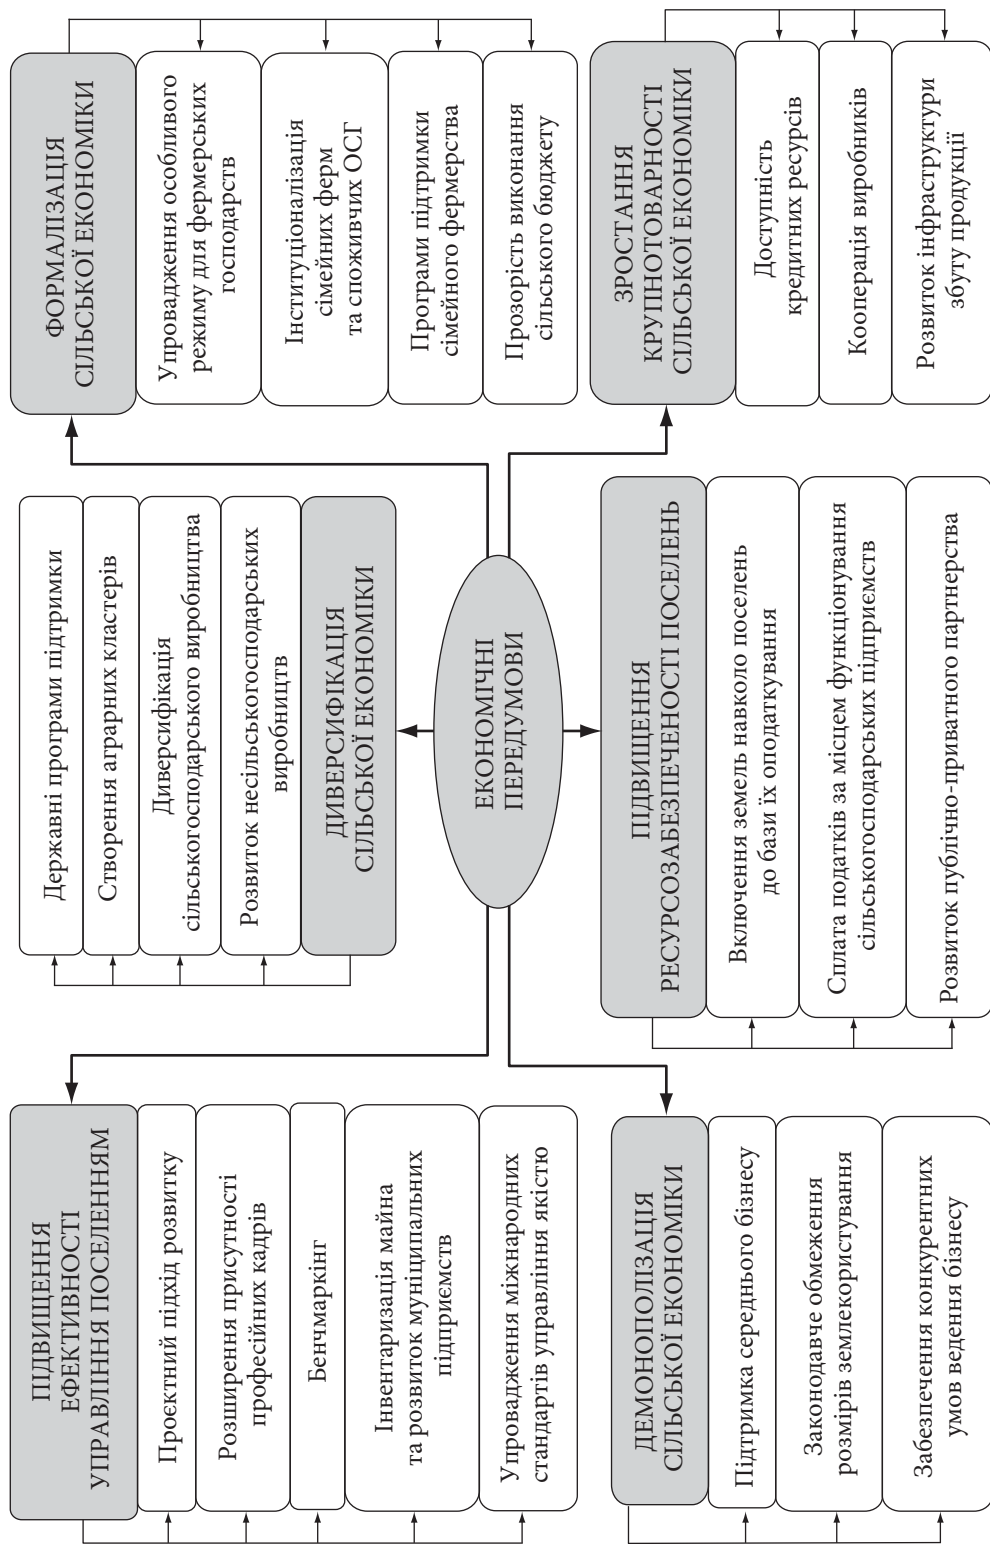 ПІДВИЩЕННЯ
ЕФЕКТИВНОСТІ
УПРАВЛІННЯ ПОСЕЛЕННЯМ
Проєктний підхід розвитку
Розширення присутності
професійних кадрів
Бенчмаркінг
Інвентаризація майна
та розвиток муніципальних
підприємств
Упровадження міжнародних
стандартів управління якістю
Державні програми підтримки
Створення аграрних кластерів
Диверсифікація
сільськогосподарського виробництва
Розвиток несільськогосподарських
виробництв
ДИВЕРСИФІКАЦІЯ
СІЛЬСЬКОЇ ЕКОНОМІКИ
ФОРМАЛІЗАЦІЯ
СІЛЬСЬКОЇ ЕКОНОМІКИ
Упровадження особливого
режиму для фермерських
господарств
Інституціоналізація
сімейних ферм
та споживчих ОСГ
Програми підтримки
сімейного фермерства
Прозорість виконання
сільського бюджету
ЕКОНОМІЧНІ
ПЕРЕДУМОВИ
ДЕМОНОПОЛІЗАЦІЯ
СІЛЬСЬКОЇ ЕКОНОМІКИ
Підтримка середнього бізнесу
Законодавче обмеження
розмірів землекористування
Забезпечення конкурентних
умов ведення бізнесу
ПІДВИЩЕННЯ
РЕСУРСОЗАБЕЗПЕЧЕНОСТІ ПОСЕЛЕНЬ
Включення земель навколо поселень
до бази їх оподаткування
Сплата податків за місцем функціонування
сільськогосподарських підприємств
Розвиток публічно-приватного партнерства
ЗРОСТАННЯ
КРУПНОТОВАРНОСТІ
СІЛЬСЬКОЇ ЕКОНОМІКИ
Доступність
кредитних ресурсів
Кооперація виробників
Розвиток інфраструктури
збуту продукції